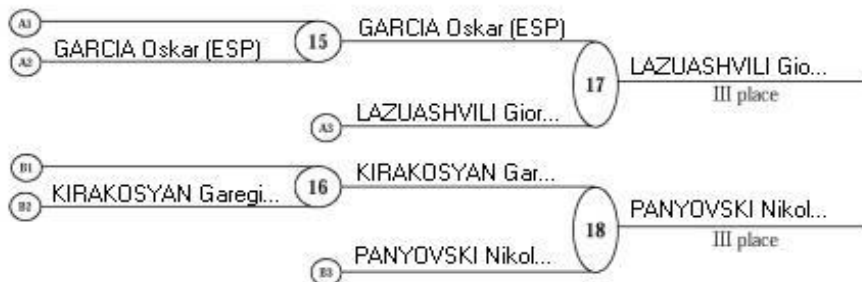 A1
GARCIA Oskar (ESP)
A2
15
GARCIA Oskar (ESP)
17
LAZUASHVILI Gio...
III place
A3
LAZUASHVILI Gior...
B1
KIRAKOSYAN Garegi...
B2
16
KIRAKOSYAN Gar...
18
PANYOVSKI Nikol...
III place
B3
PANYOVSKI Nikol...